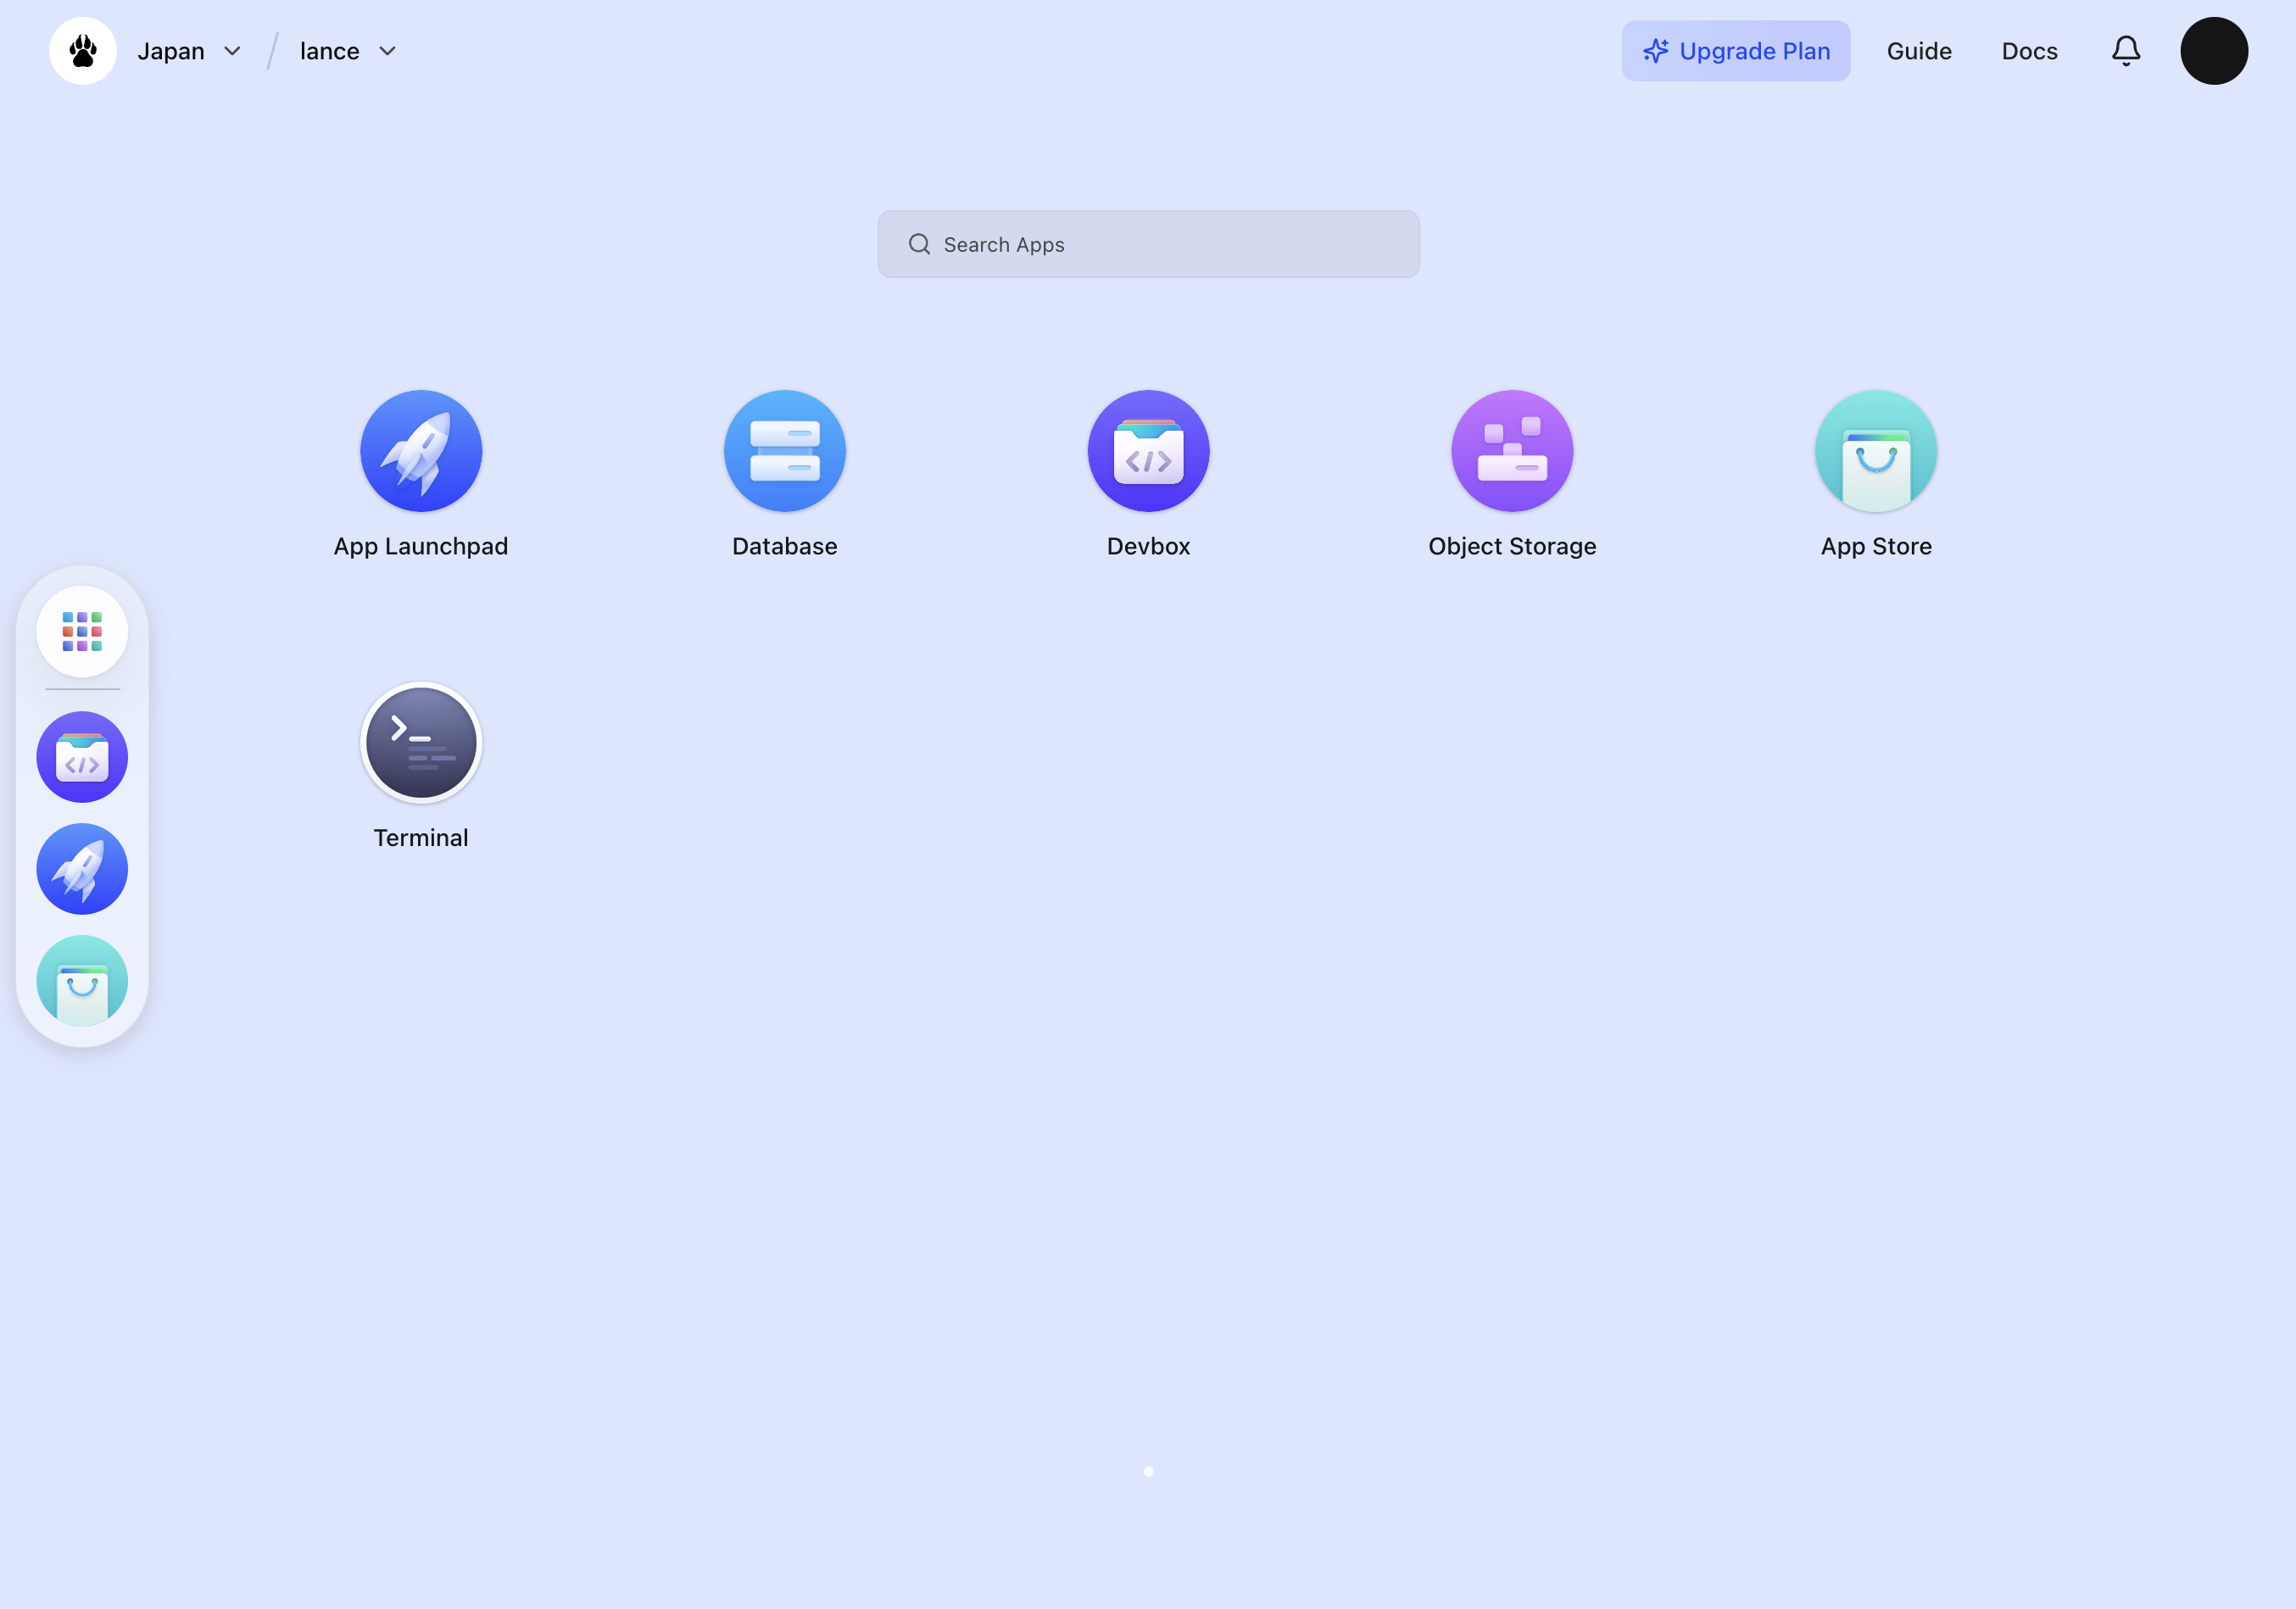 Japan
lance
Upgrade Plan
Guide
Docs
Search Apps
App Launchpad
Database
Devbox
Object Storage
App Store
Terminal